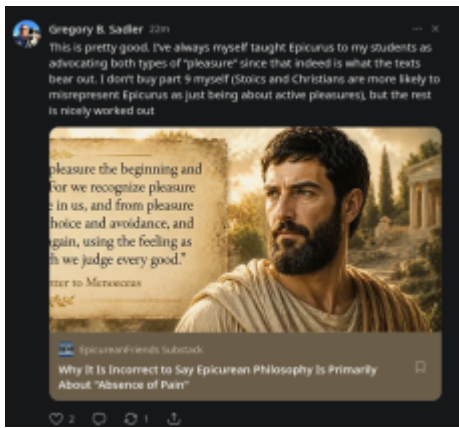 Gregory B. Sadler 22m
This is pretty good. I've always myself taught Epicurus to my students as
advocating both types of "pleasure" since that indeed is what the texts
bear out. I don't buy part 9 myself (Stoics and Christians are more likely to
misrepresent Epicurus as just being about active pleasures), but the rest
is nicely worked out
pleasure the beginning and
For we recognize pleasure
e in us, and from pleasure
hoice and avoidance, and
again, using the feeling as
h we judge every good."
tter to Menoeceus
EpicureanFriends Substack
Why It Is Incorrect to Say Epicurean Philosophy Is Primarily
About "Absence of Pain"
2 1